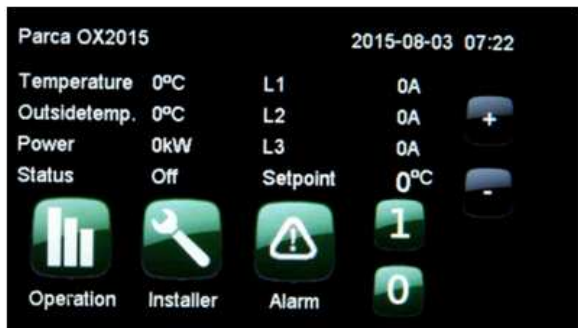 Parca OX2015 2015-08-03 07:22
Temperature 0ºC L1 0A
Outsidetemp. 0ºC L2 0A +
Power 0kW L3 0A
Status Off Setpoint 0ºC -
1
Operation Installer Alarm 0